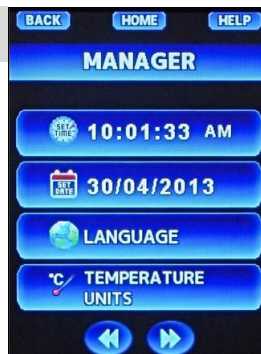 BACK HOME HELP
MANAGER
SET TIME 10:01:33 AM
SET DATE 30/04/2013
LANGUAGE
°C/ TEMPERATURE
UNITS